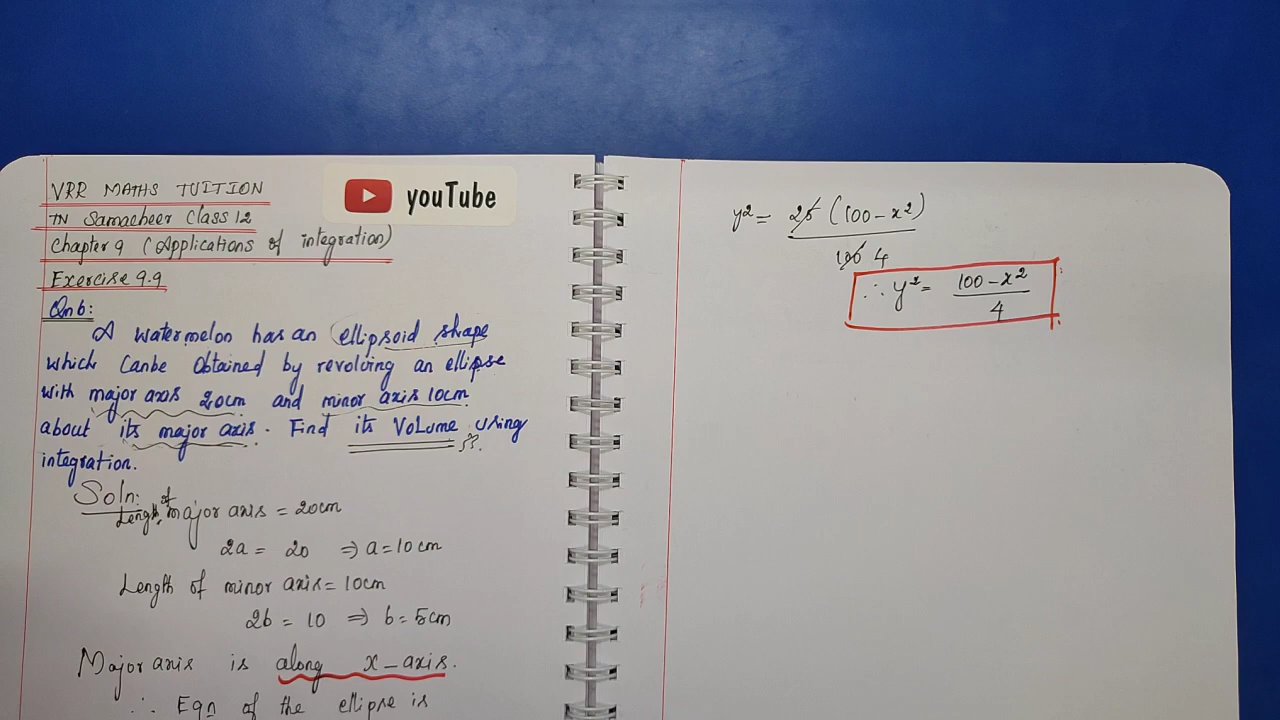 VRR MATHS TUITION
youTube
TN Samacheer Class 12
Chapter 9 (Applications of integration)
Exercise 9.9
Qn 6:
A watermelon has an ellipsoid shape
which Canbe Obtained by revolving an ellipse
with major axis 20cm and minor axis 10cm
about its major axis. Find its Volume using
integration.
Soln:
Length of major axis = 20cm
2a = 20 ⇒ a = 10 cm
Length of minor axis = 10cm
2b = 10 ⇒ b = 5cm
Major axis is along x-axis.
∴ Eqn of the ellipse is
y² = 25 (100 - x²)
100 4
∴ y² = 100 - x²
4